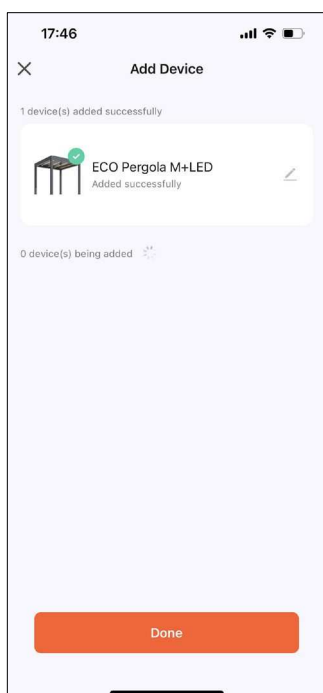 17:46
Add Device
1 device(s) added successfully
ECO Pergola M+LED
Added successfully
0 device(s) being added
Done